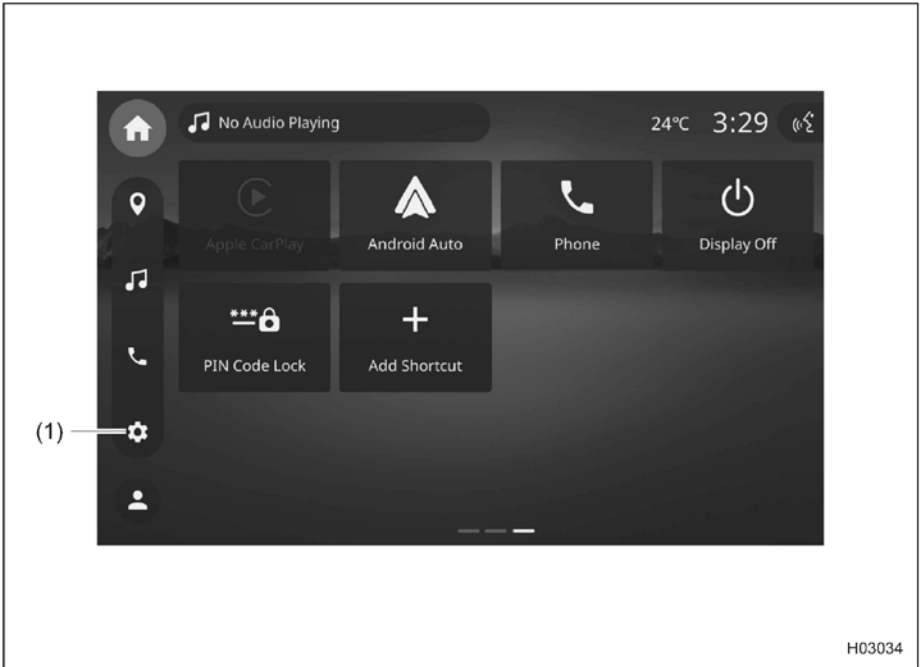 No Audio Playing
24℃ 3:29
Apple CarPlay
Android Auto
Phone
Display Off
***
PIN Code Lock
Add Shortcut
(1)
H03034